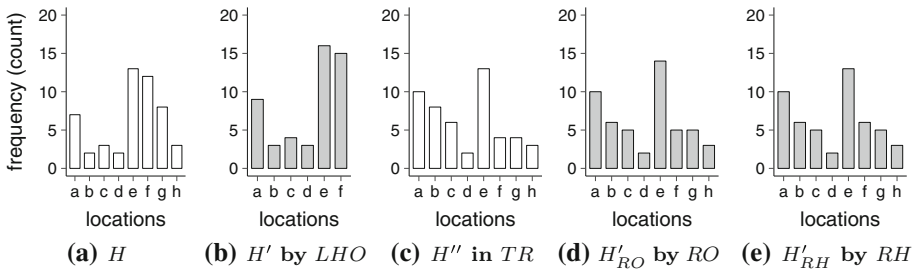 frequency (count)
20
15
10
5
0
a b c d e f g h
locations
(a) H
20
15
10
5
0
a b c d e f
locations
(b) H′ by LHO
20
15
10
5
0
a b c d e f g h
locations
(c) H″ in TR
20
15
10
5
0
a b c d e f g h
locations
(d) H′RO by RO
20
15
10
5
0
a b c d e f g h
locations
(e) H′RH by RH